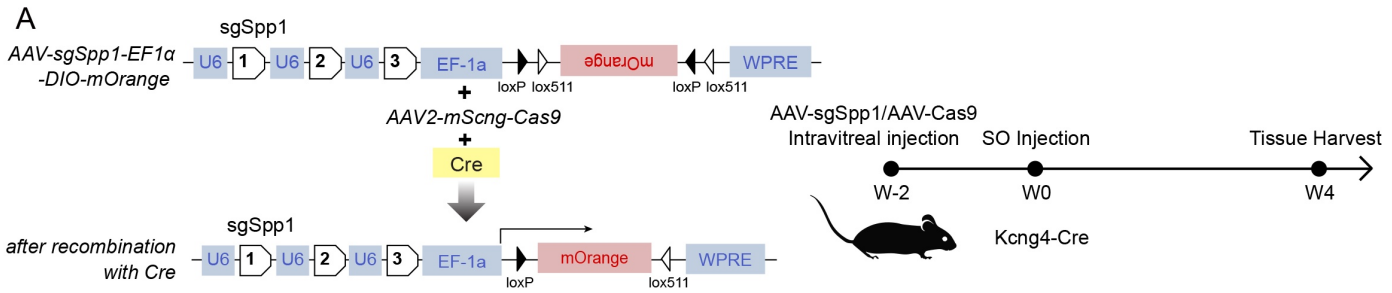 A
sgSpp1
AAV-sgSpp1-EF1α
-DIO-mOrange
U6 1 U6 2 U6 3 EF-1a mOrange WPRE
loxP lox511 loxP lox511
+
AAV2-mScng-Cas9
+
Cre
sgSpp1
after recombination
with Cre
U6 1 U6 2 U6 3 EF-1a mOrange WPRE
loxP lox511
AAV-sgSpp1/AAV-Cas9
Intravitreal injection SO Injection Tissue Harvest
W-2 W0 W4
Kcng4-Cre